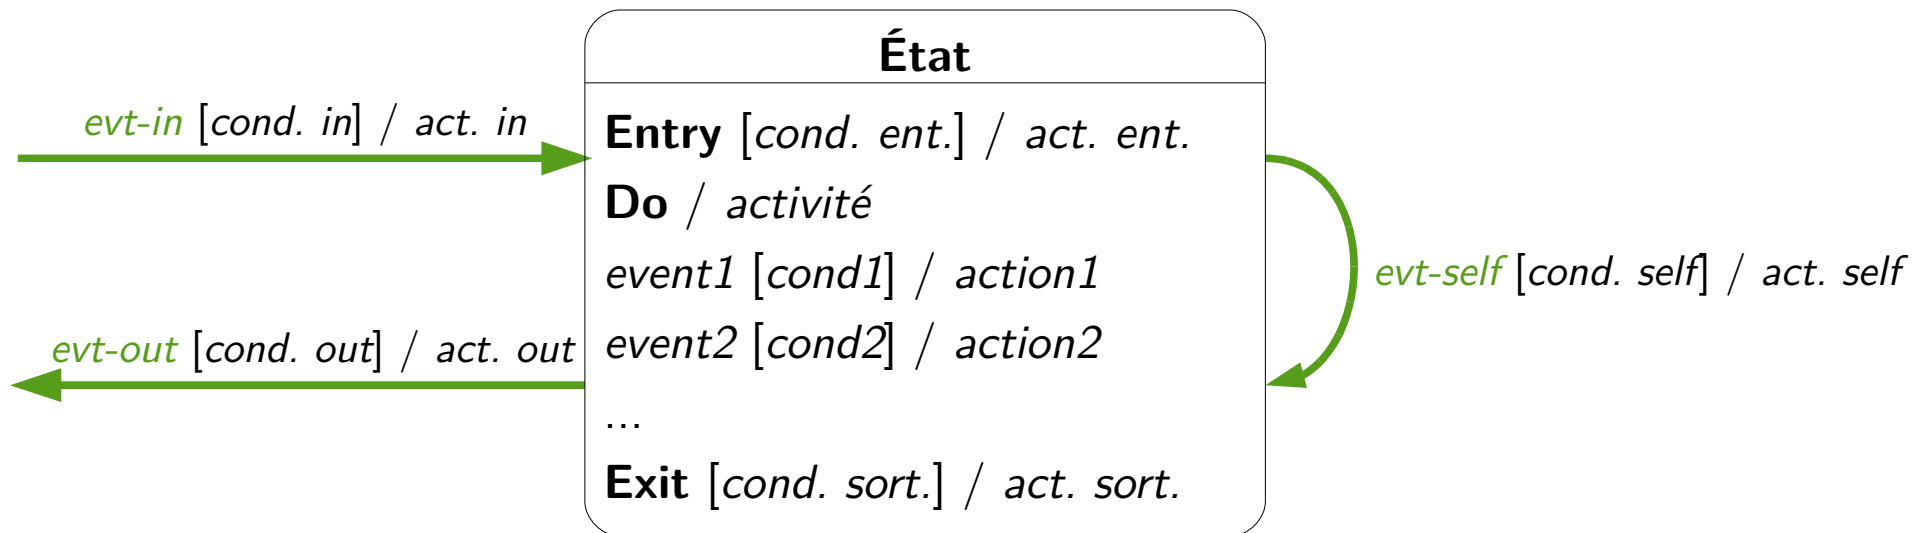 État
evt-in [cond. in] / act. in
Entry [cond. ent.] / act. ent.
Do / activité
event1 [cond1] / action1
evt-self [cond. self] / act. self
evt-out [cond. out] / act. out
event2 [cond2] / action2
...
Exit [cond. sort.] / act. sort.